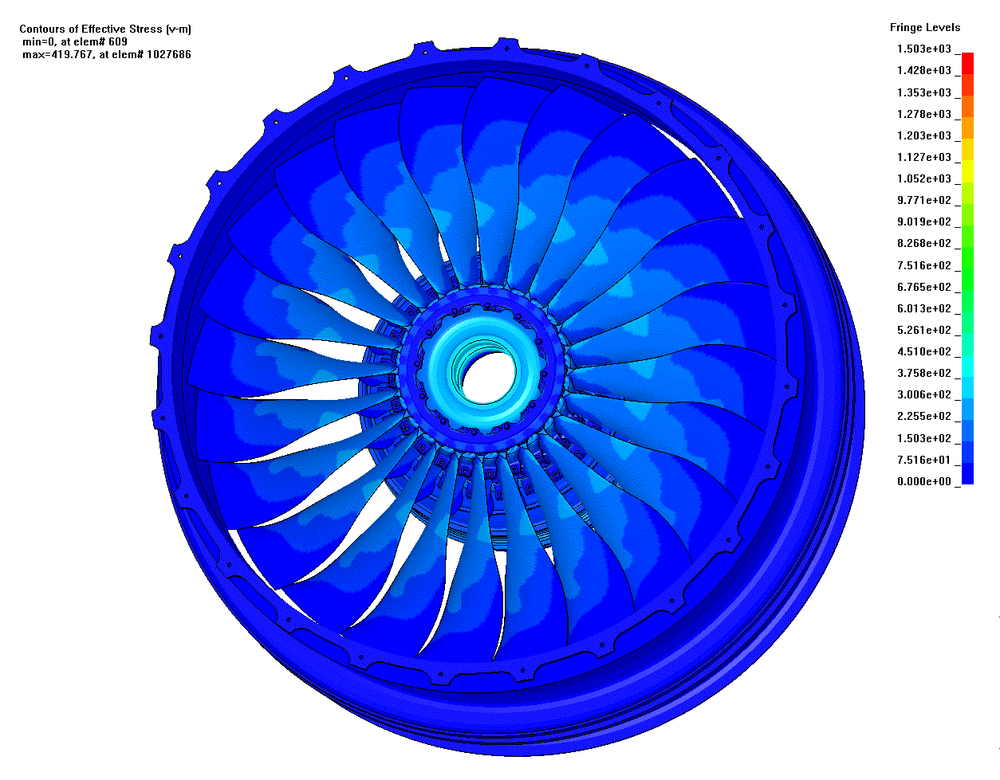 Contours of Effective Stress (v-m)
min=0, at elem# 609
max=419.767, at elem# 1027686
Fringe Levels
1.503e+03
1.428e+03
1.353e+03
1.278e+03
1.203e+03
1.127e+03
1.052e+03
9.771e+02
9.019e+02
8.268e+02
7.516e+02
6.765e+02
6.013e+02
5.261e+02
4.510e+02
3.758e+02
3.006e+02
2.255e+02
1.503e+02
7.516e+01
0.000e+00